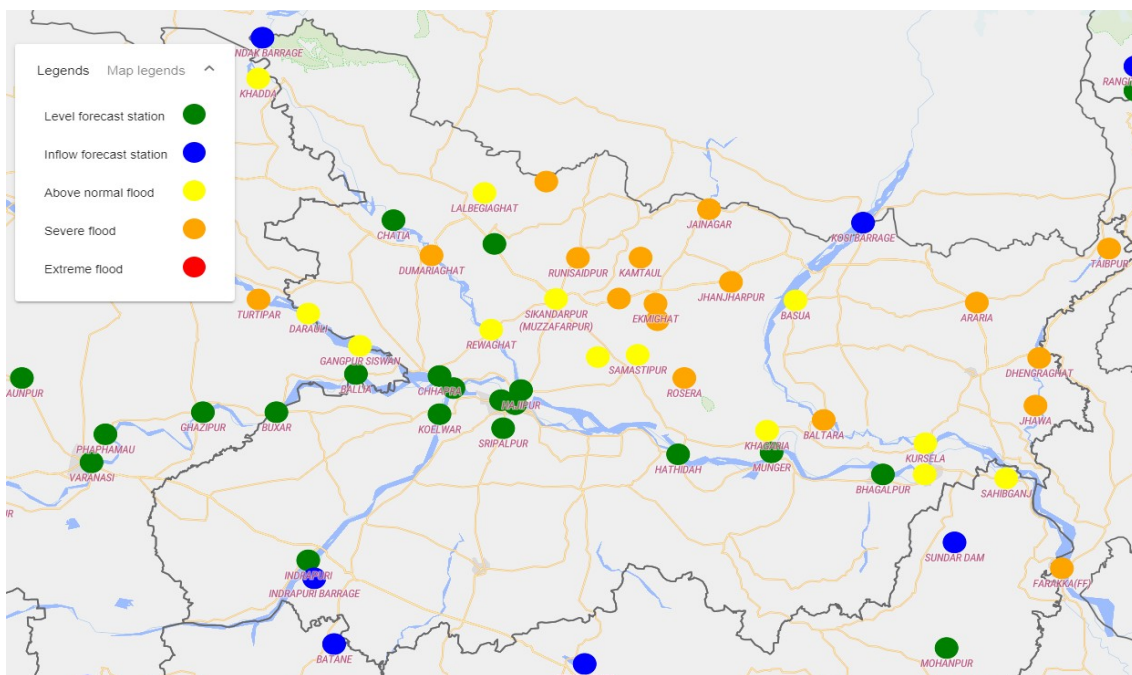 NDAK BARRAGE
Legends Map legends
KHADDA
Level forecast station
Inflow forecast station
Above normal flood
Severe flood
Extreme flood
LALBEGIAGHAT
JAINAGAR
CHATIA
KOSI BARRAGE
DUMARIAGHAT
RUNISAIDPUR
KAMTAUL
TAIBPUR
JHANJHARPUR
TURTIPAR
DARAULI
SIKANDARPUR
(MUZZAFARPUR)
EKMIGHAT
BASUA
ARARIA
REWAGHAT
GANGPUR SISWAN
SAMASTIPUR
DHENGRAGHAT
AUNPUR
BALLIA
CHHAPRA
ROSERA
HAJIPUR
JHAWA
GHAZIPUR
BUXAR
KOELWAR
BALTARA
SRIPALPUR
PHAPHAMAU
KHAGARIA
KURSELA
VARANASI
HATHIDAH
MUNGER
BHAGALPUR
SAHIBGANJ
UR
SUNDAR DAM
INDRAPURI
INDRAPURI BARRAGE
FARAKKA(FF)
BATANE
MOHANPUR